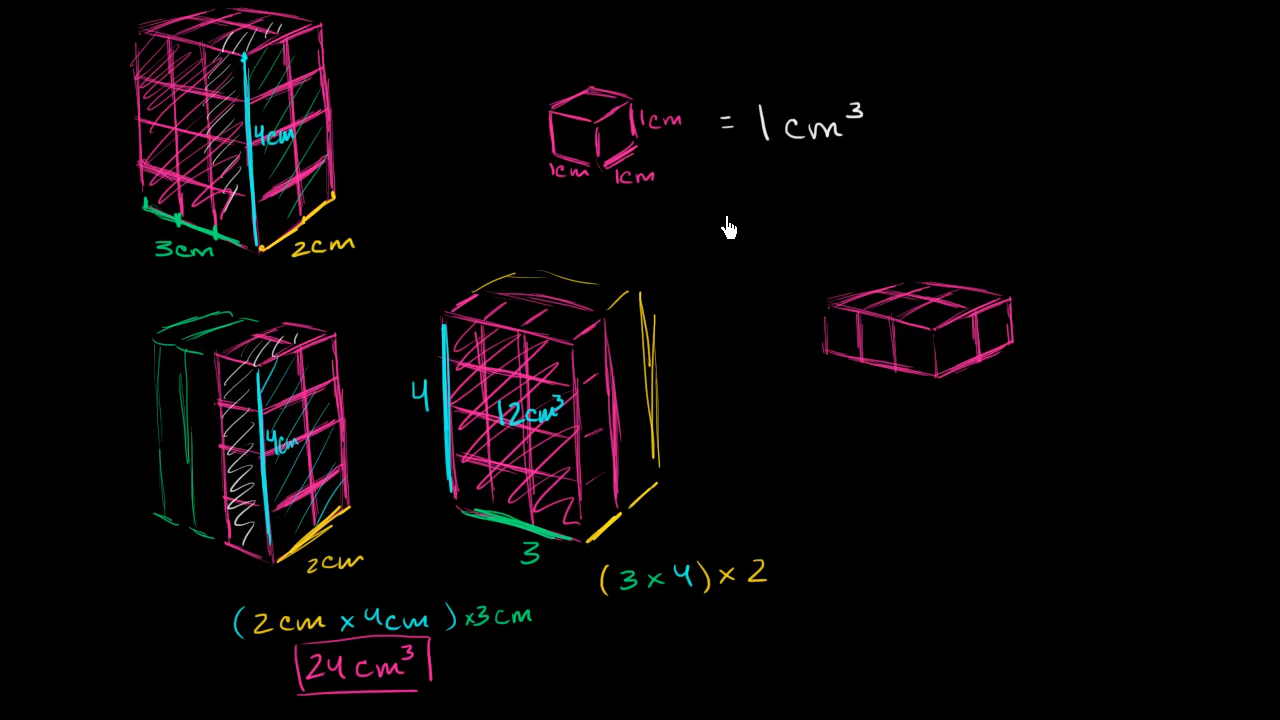 4cm
3cm
2cm
1cm
1cm
1cm
= 1 cm³
4cm
2cm
(2cm x 4cm) x3cm
24 cm³
4
12cm³
3
(3 x 4) x 2